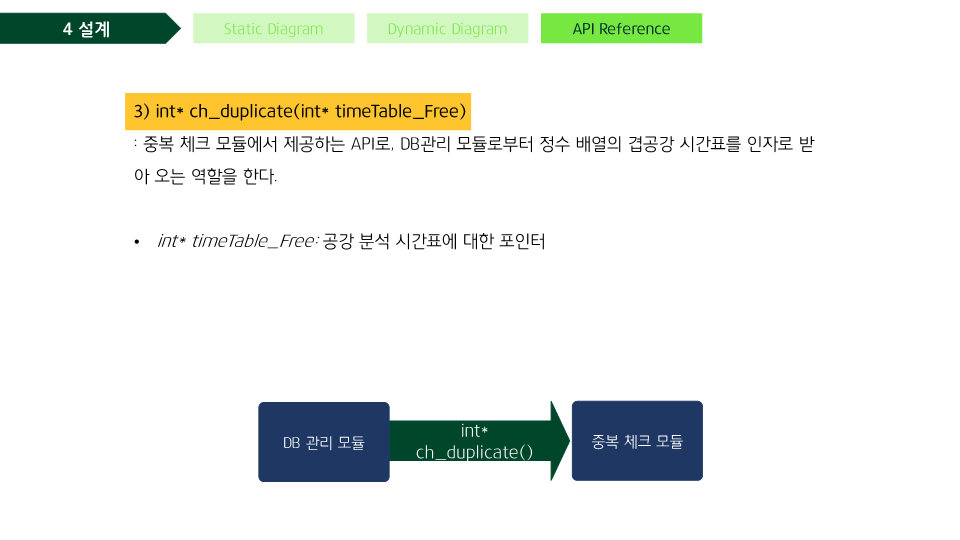 4 설계
Static Diagram
Dynamic Diagram
API Reference
3) int* ch_duplicate(int* timeTable_Free)
: 중복 체크 모듈에서 제공하는 API로, DB관리 모듈로부터 정수 배열의 겹공강 시간표를 인자로 받
아 오는 역할을 한다.
• int* timeTable_Free: 공강 분석 시간표에 대한 포인터
DB 관리 모듈
int*
ch_duplicate()
중복 체크 모듈